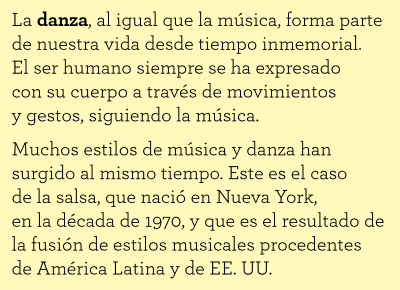 La danza, al igual que la música, forma parte
de nuestra vida desde tiempo inmemorial.
El ser humano siempre se ha expresado
con su cuerpo a través de movimientos
y gestos, siguiendo la música.
Muchos estilos de música y danza han
surgido al mismo tiempo. Este es el caso
de la salsa, que nació en Nueva York,
en la década de 1970, y que es el resultado de
la fusión de estilos musicales procedentes
de América Latina y de EE. UU.